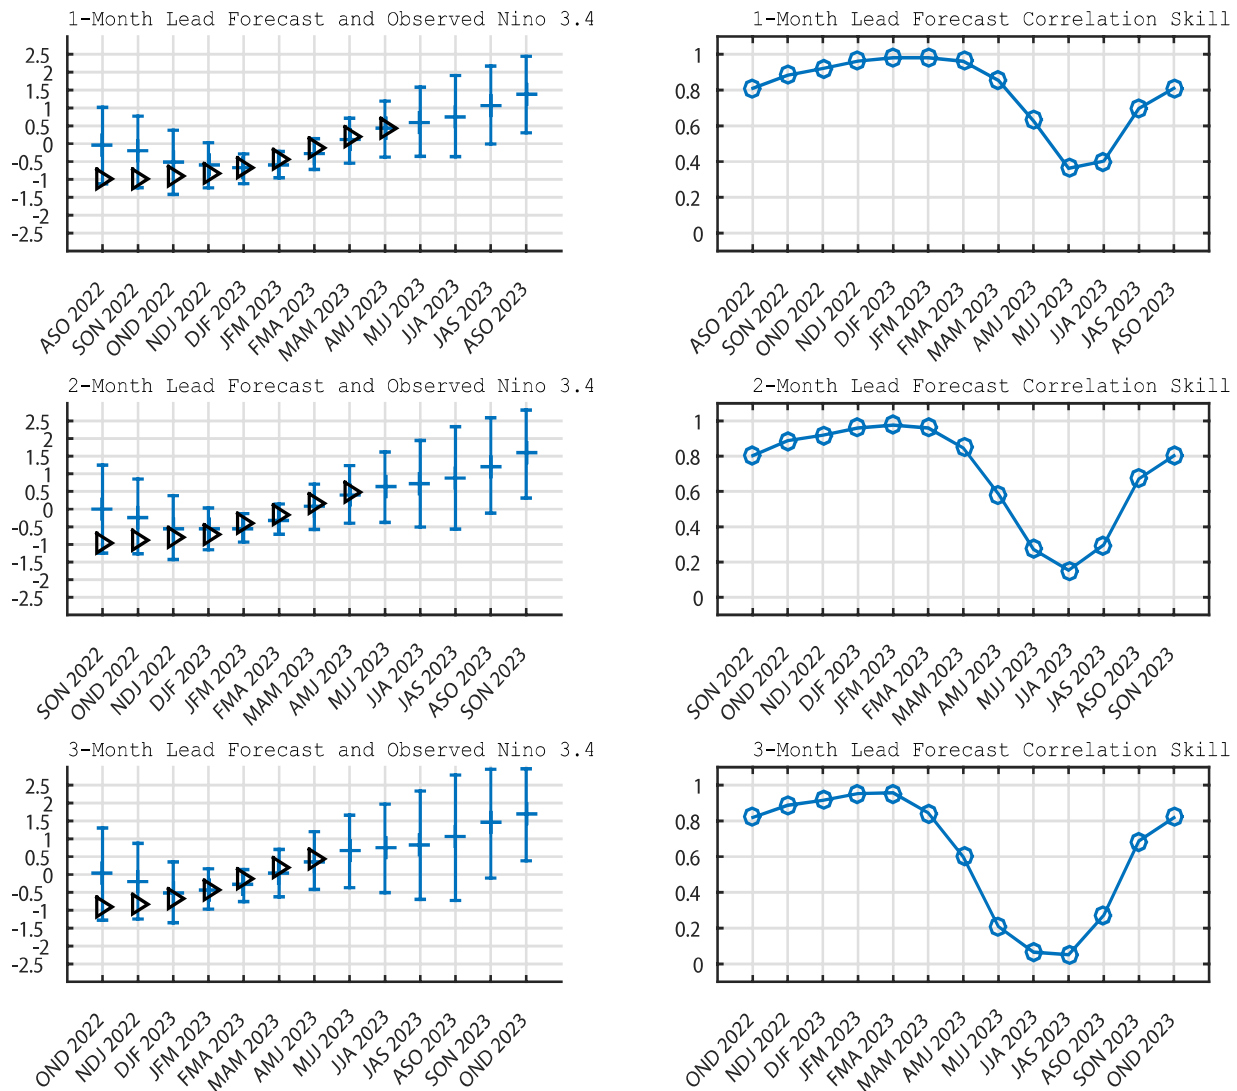 1-Month Lead Forecast and Observed Nino 3.4
2.5
2
1.5
1
0.5
0
-0.5
-1
-1.5
-2
-2.5
ASO 2022
SON 2022
OND 2022
NDJ 2022
DJF 2023
JFM 2023
FMA 2023
MAM 2023
AMJ 2023
MJJ 2023
JJA 2023
JAS 2023
ASO 2023
1-Month Lead Forecast Correlation Skill
1
0.8
0.6
0.4
0.2
0
ASO 2022
SON 2022
OND 2022
NDJ 2022
DJF 2023
JFM 2023
FMA 2023
MAM 2023
AMJ 2023
MJJ 2023
JJA 2023
JAS 2023
ASO 2023
2-Month Lead Forecast and Observed Nino 3.4
2.5
2
1.5
1
0.5
0
-0.5
-1
-1.5
-2
-2.5
SON 2022
OND 2022
NDJ 2022
DJF 2023
JFM 2023
FMA 2023
MAM 2023
AMJ 2023
MJJ 2023
JJA 2023
JAS 2023
ASO 2023
SON 2023
2-Month Lead Forecast Correlation Skill
1
0.8
0.6
0.4
0.2
0
SON 2022
OND 2022
NDJ 2022
DJF 2023
JFM 2023
FMA 2023
MAM 2023
AMJ 2023
MJJ 2023
JJA 2023
JAS 2023
ASO 2023
SON 2023
3-Month Lead Forecast and Observed Nino 3.4
2.5
2
1.5
1
0.5
0
-0.5
-1
-1.5
-2
-2.5
OND 2022
NDJ 2022
DJF 2023
JFM 2023
FMA 2023
MAM 2023
AMJ 2023
MJJ 2023
JJA 2023
JAS 2023
ASO 2023
SON 2023
OND 2023
3-Month Lead Forecast Correlation Skill
1
0.8
0.6
0.4
0.2
0
OND 2022
NDJ 2022
DJF 2023
JFM 2023
FMA 2023
MAM 2023
AMJ 2023
MJJ 2023
JJA 2023
JAS 2023
ASO 2023
SON 2023
OND 2023